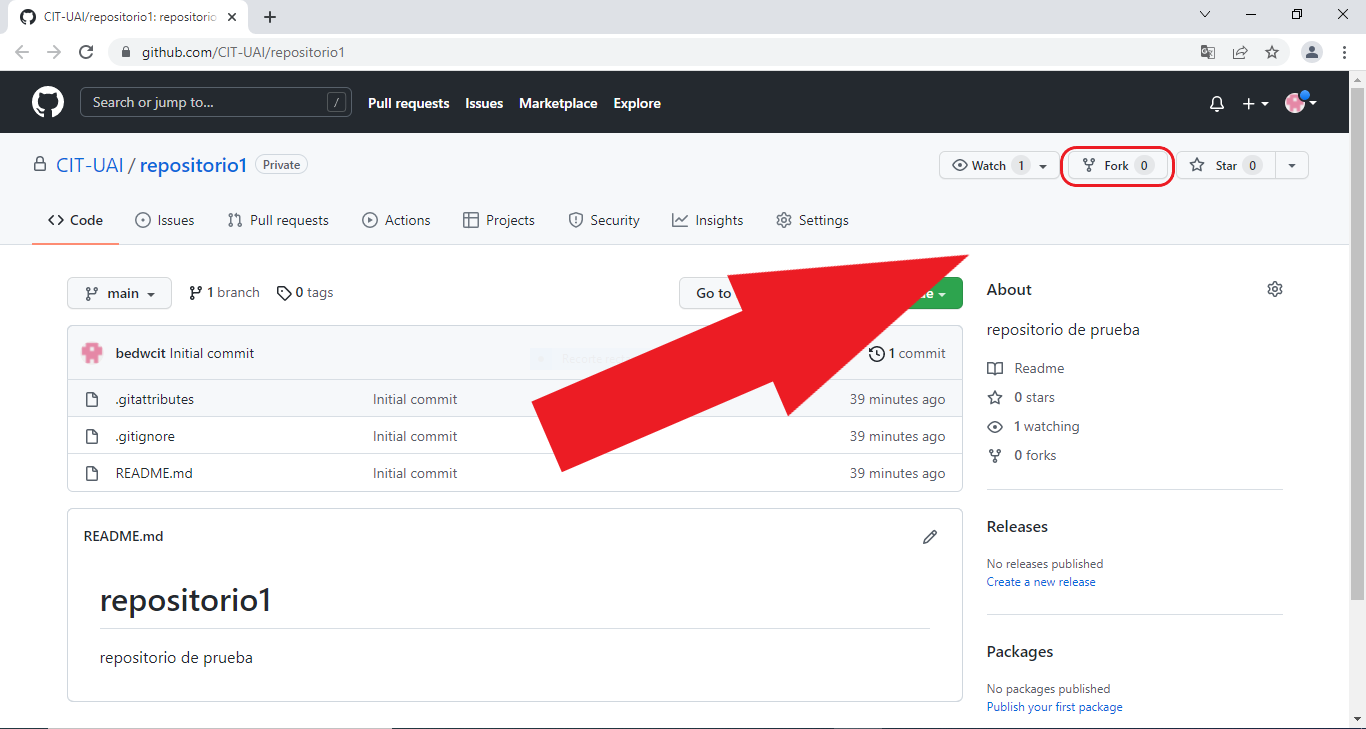 CIT-UAI/repositorio1: repositorio
github.com/CIT-UAI/repositorio1
Search or jump to... /
Pull requests Issues Marketplace Explore
CIT-UAI / repositorio1 Private
Watch 1 Fork 0 Star 0
Code Issues Pull requests Actions Projects Security Insights Settings
main 1 branch 0 tags
Go to
bedwcit Initial commit
1 commit
.gitattributes Initial commit 39 minutes ago
.gitignore Initial commit 39 minutes ago
README.md Initial commit 39 minutes ago
README.md
repositorio1
repositorio de prueba
About
repositorio de prueba
Readme
0 stars
1 watching
0 forks
Releases
No releases published
Create a new release
Packages
No packages published
Publish your first package